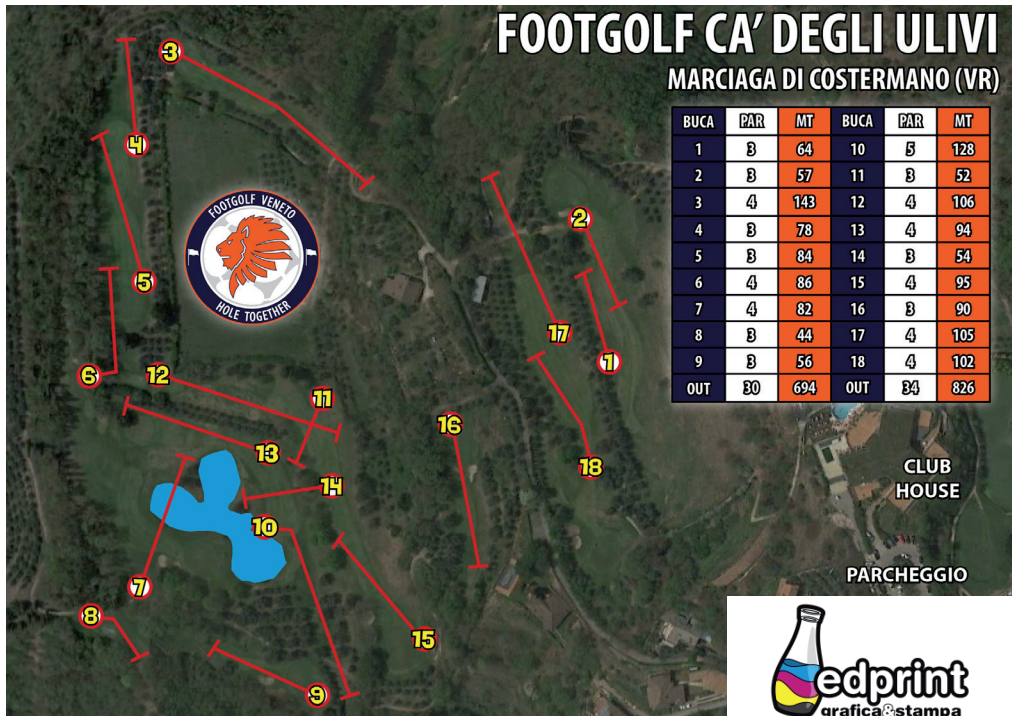 FOOTGOLF CA' DEGLI ULIVI
MARCIAGA DI COSTERMANO (VR)
BUCA PAR MT BUCA PAR MT
1 3 64 10 5 128
2 3 57 11 3 52
3 4 143 12 4 106
4 3 78 13 4 94
5 3 84 14 3 54
6 4 86 15 4 95
7 4 82 16 3 90
8 3 44 17 4 105
9 3 56 18 4 102
OUT 30 694 OUT 34 826
3
4
5
FOOTGOLF VENETO
HOLE TOGETHER
2
17
1
6
12
11
16
13
18
14
10
7
8
15
9
CLUB
HOUSE
PARCHEGGIO
edprint
grafica&stampa